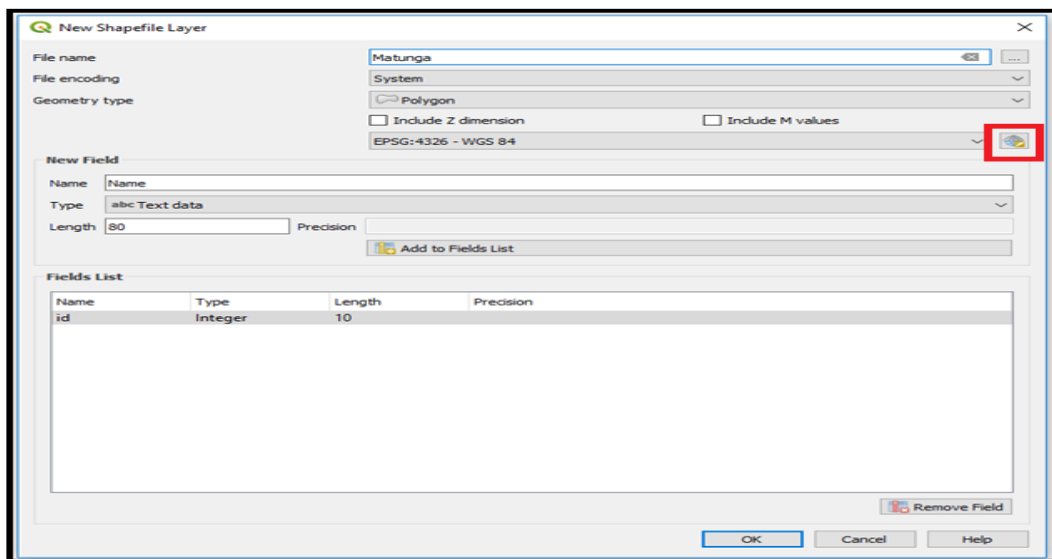 New Shapefile Layer
File name Matunga ...
File encoding System
Geometry type Polygon
Include Z dimension Include M values
EPSG:4326 - WGS 84
New Field
Name Name
Type abc Text data
Length 80 Precision
Add to Fields List
Fields List
Name Type Length Precision
id Integer 10
Remove Field
OK Cancel Help